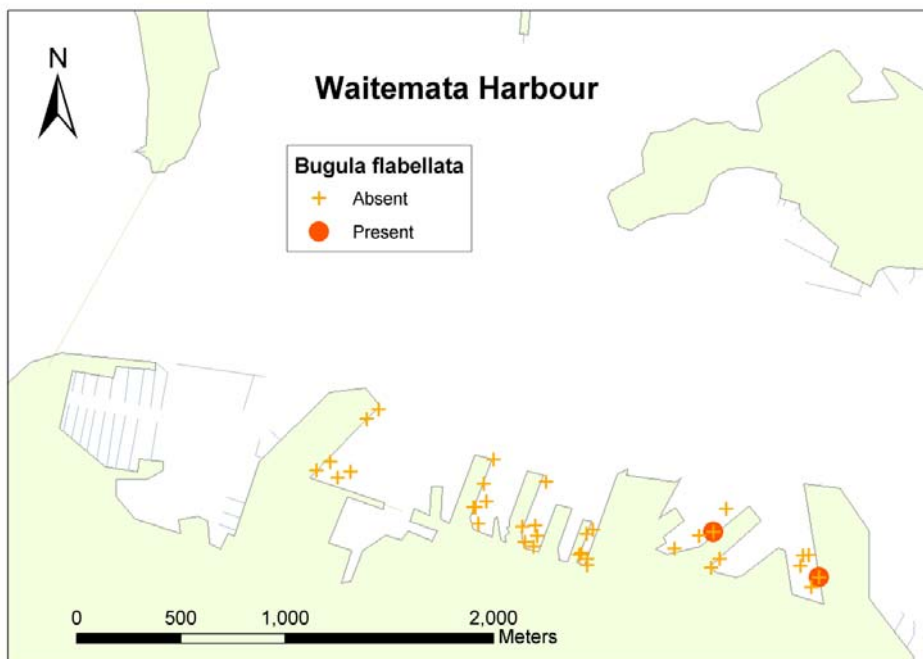 N
Waitemata Harbour
Bugula flabellata
Absent
Present
0 500 1,000 2,000
Meters